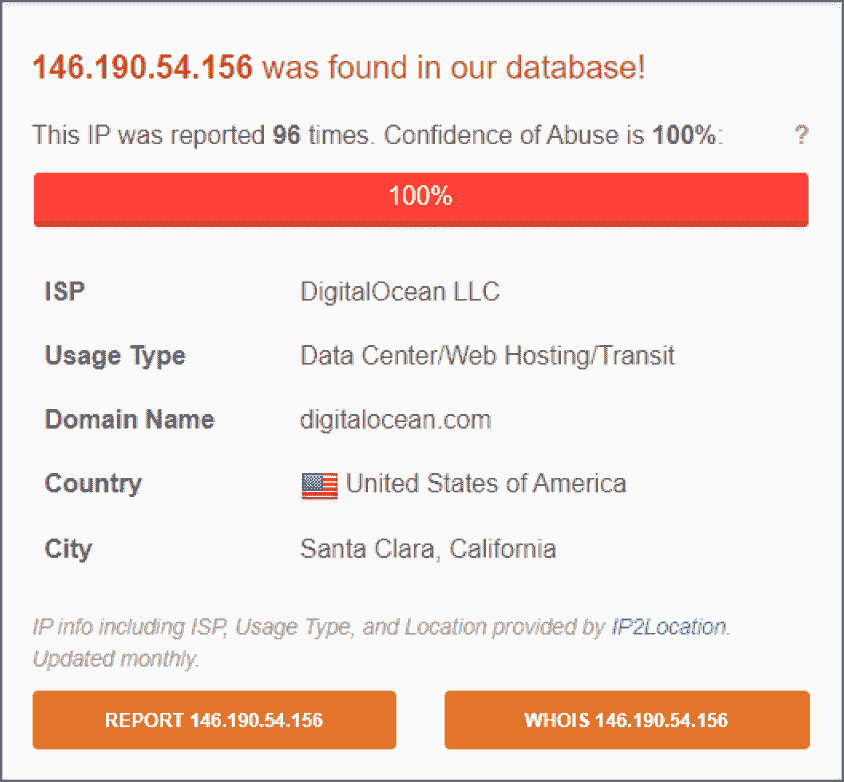 146.190.54.156 was found in our database!
This IP was reported 96 times. Confidence of Abuse is 100%: ?
100%
ISP DigitalOcean LLC
Usage Type Data Center/Web Hosting/Transit
Domain Name digitalocean.com
Country United States of America
City Santa Clara, California
IP info including ISP, Usage Type, and Location provided by IP2Location.
Updated monthly.
REPORT 146.190.54.156 WHOIS 146.190.54.156